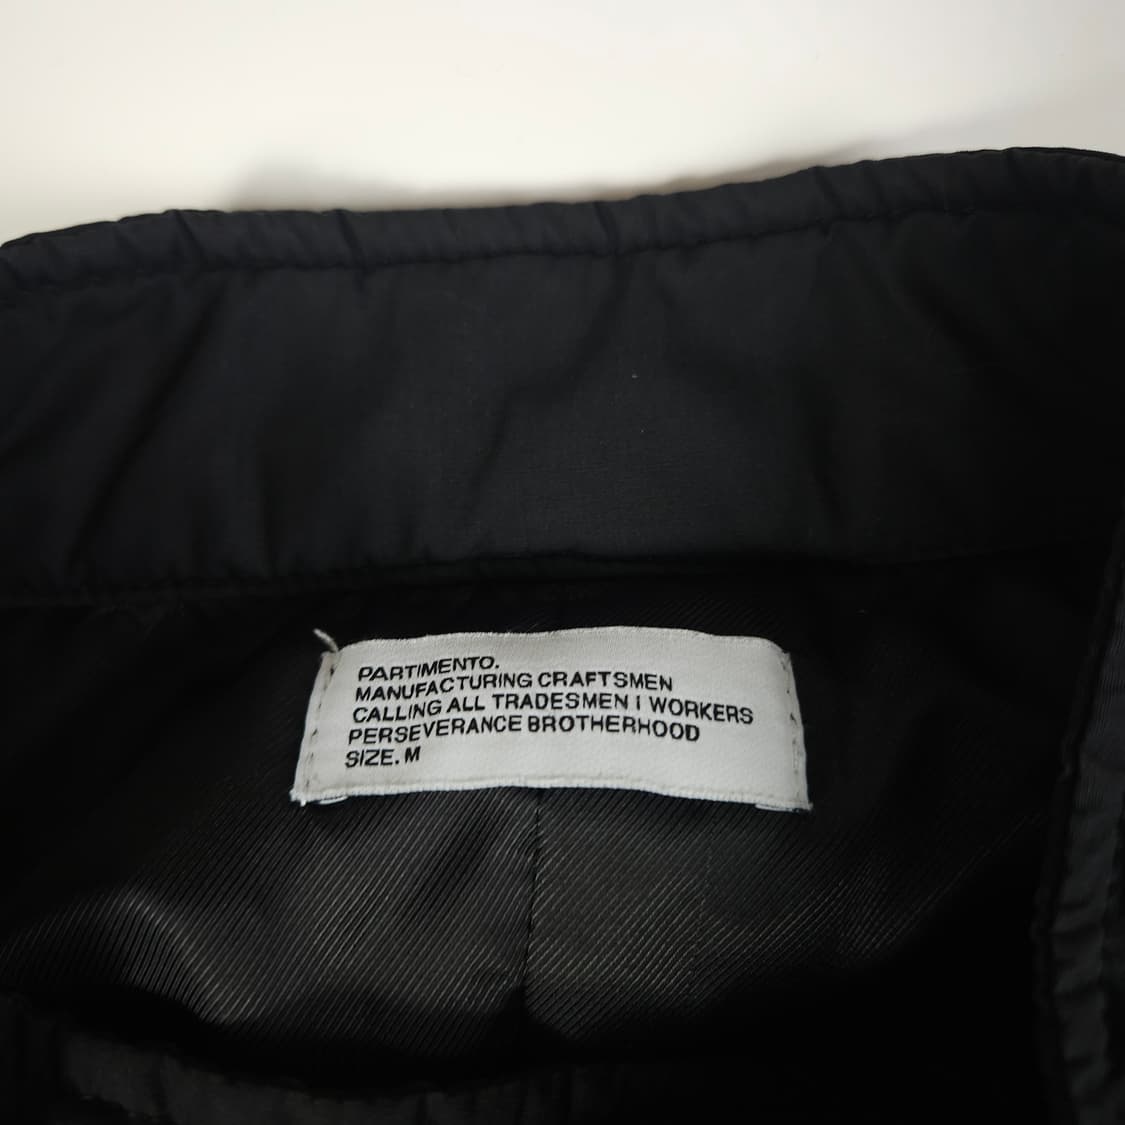 PARTIMENTO.
MANUFACTURING CRAFTSMEN
CALLING ALL TRADESMEN I WORKERS
PERSEVERANCE BROTHERHOOD
SIZE. M